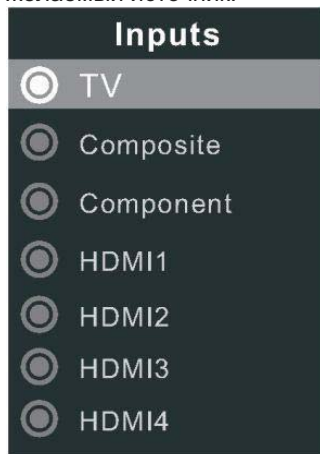 Inputs
TV
Composite
Component
HDMI1
HDMI2
HDMI3
HDMI4